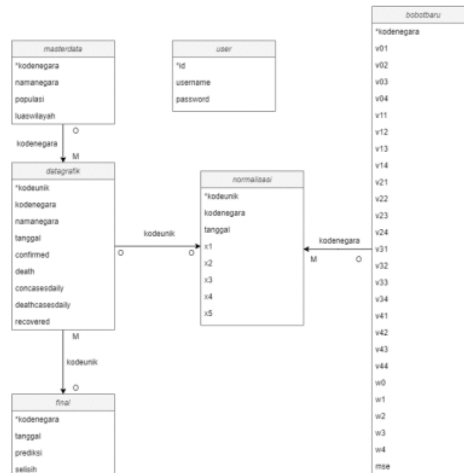 masterdata
*kodenegara
namanegara
populasi
luaswilayah
user
*id
username
password
bobotbaru
*kodenegara
v01
v02
v03
v04
v11
v12
v13
v14
v21
v22
v23
v24
v31
v32
v33
v34
v41
v42
v43
v44
w0
w1
w2
w3
w4
mse
O
kodenegara
M
datagrafik
*kodeunik
kodenegara
namanegara
tanggal
confirmed
death
concasesdaily
deathcasesdaily
recovered
kodeunik
O
O
normalisasi
*kodeunik
kodenegara
tanggal
x1
x2
x3
x4
x5
kodenegara
M
O
M
kodeunik
O
final
*kodenegara
tanggal
prediksi
selisih